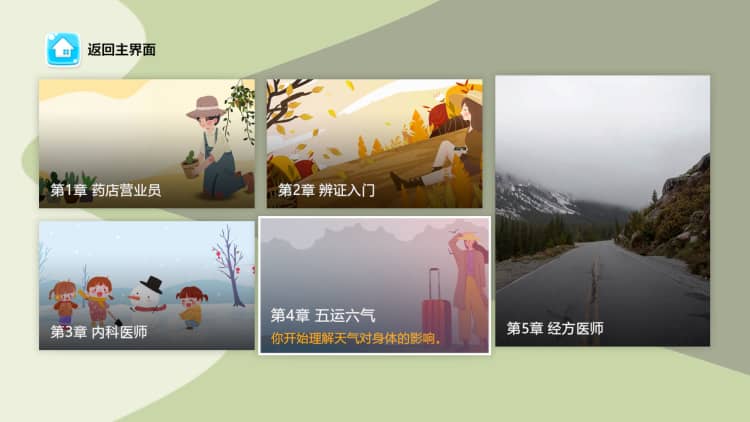 返回主界面
第1章 药店营业员
第2章 辨证入门
第3章 内科医师
第4章 五运六气
你开始理解天气对身体的影响。
第5章 经方医师